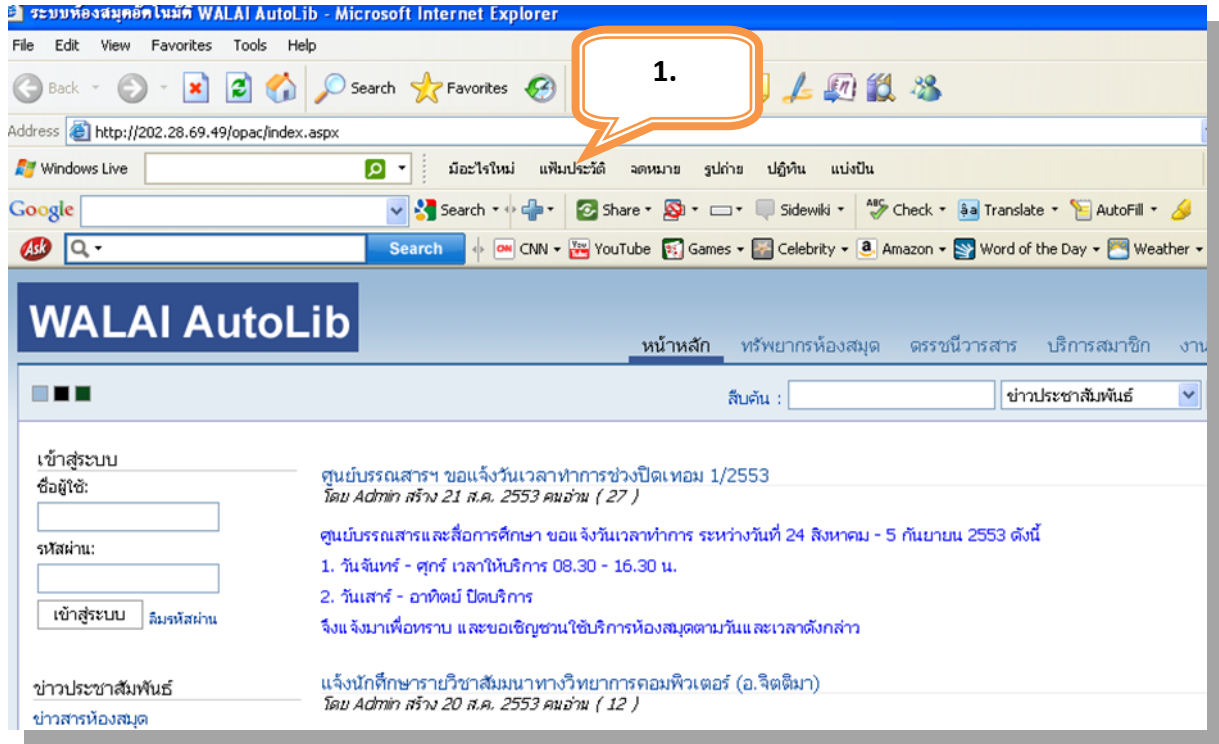 ระบบห้องสมุดอัตโนมัติ WALAI AutoLib - Microsoft Internet Explorer
File Edit View Favorites Tools Help
1.
Back Search Favorites
Address http://202.28.69.49/opac/index.aspx
Windows Live มีอะไรใหม่ แฟ้มประวัติ จดหมาย รูปถ่าย ปฏิทิน แบ่งปัน
Google Search Share Sidewiki ABC Check Translate AutoFill
Ask Search CNN YouTube Games Celebrity Amazon Word of the Day Weather
WALAI AutoLib
หน้าหลัก ทรัพยากรห้องสมุด ดรรชนีวารสาร บริการสมาชิก งาน
สืบค้น : ข่าวประชาสัมพันธ์
เข้าสู่ระบบ
ชื่อผู้ใช้:
รหัสผ่าน:
เข้าสู่ระบบ ลืมรหัสผ่าน
ข่าวประชาสัมพันธ์
ข่าวสารห้องสมุด
ศูนย์บรรณสารฯ ขอแจ้งวันเวลาทำการช่วงปิดเทอม 1/2553
โดย Admin สร้าง 21 ส.ค. 2553 คนอ่าน ( 27 )
ศูนย์บรรณสารและสื่อการศึกษา ขอแจ้งวันเวลาทำการ ระหว่างวันที่ 24 สิงหาคม - 5 กันยายน 2553 ดังนี้
1. วันจันทร์ - ศุกร์ เวลาให้บริการ 08.30 - 16.30 น.
2. วันเสาร์ - อาทิตย์ ปิดบริการ
จึงแจ้งมาเพื่อทราบ และขอเชิญชวนใช้บริการห้องสมุดตามวันและเวลาดังกล่าว
แจ้งนักศึกษารายวิชาสัมมนาทางวิทยาการคอมพิวเตอร์ (อ.จิตติมา)
โดย Admin สร้าง 20 ส.ค. 2553 คนอ่าน ( 12 )